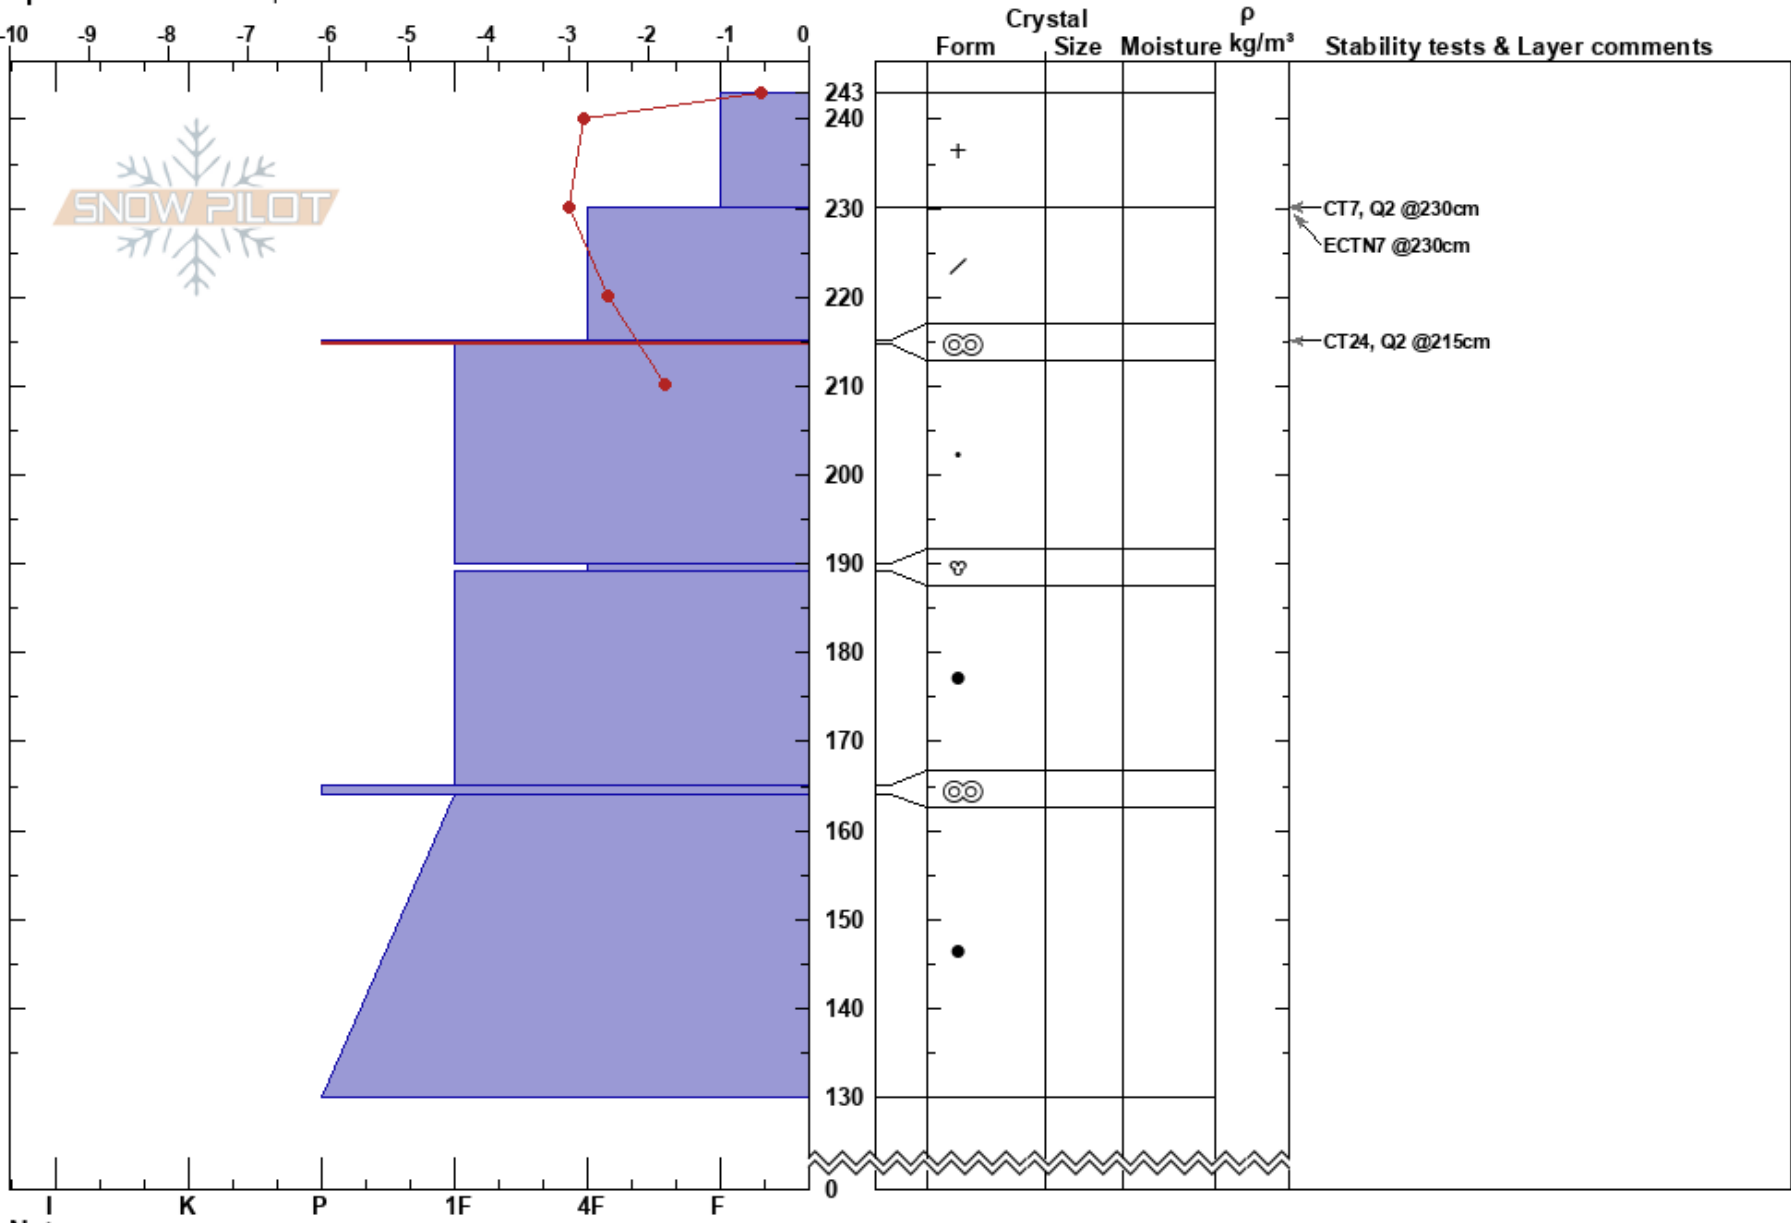 -10 -9 -8 -7 -6 -5 -4 -3 -2 -1 0
Crystal
ρ
Form Size Moisture kg/m³ Stability tests & Layer comments
243
240
SNOW PILOT
230
CT7, Q2 @230cm
ECTN7 @230cm
220
CT24, Q2 @215cm
210
200
190
180
170
160
150
140
130
0
I K P 1F 4F F